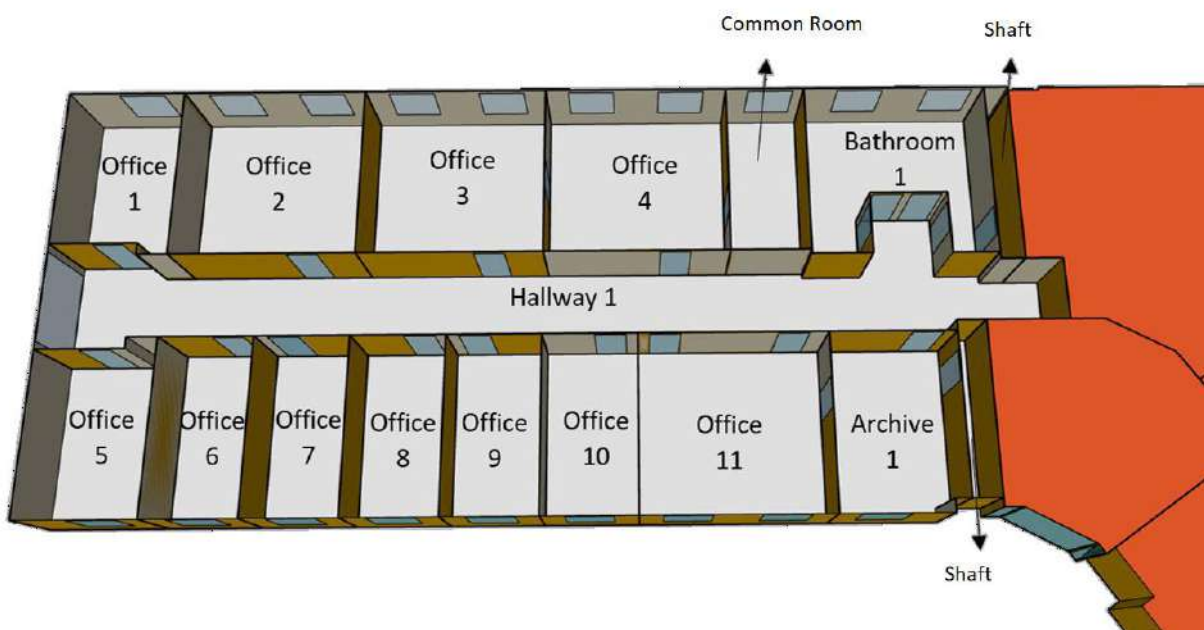 Common Room
Shaft
Office
1
Office
2
Office
3
Office
4
Bathroom
1
Hallway 1
Office
5
Office
6
Office
7
Office
8
Office
9
Office
10
Office
11
Archive
1
Shaft